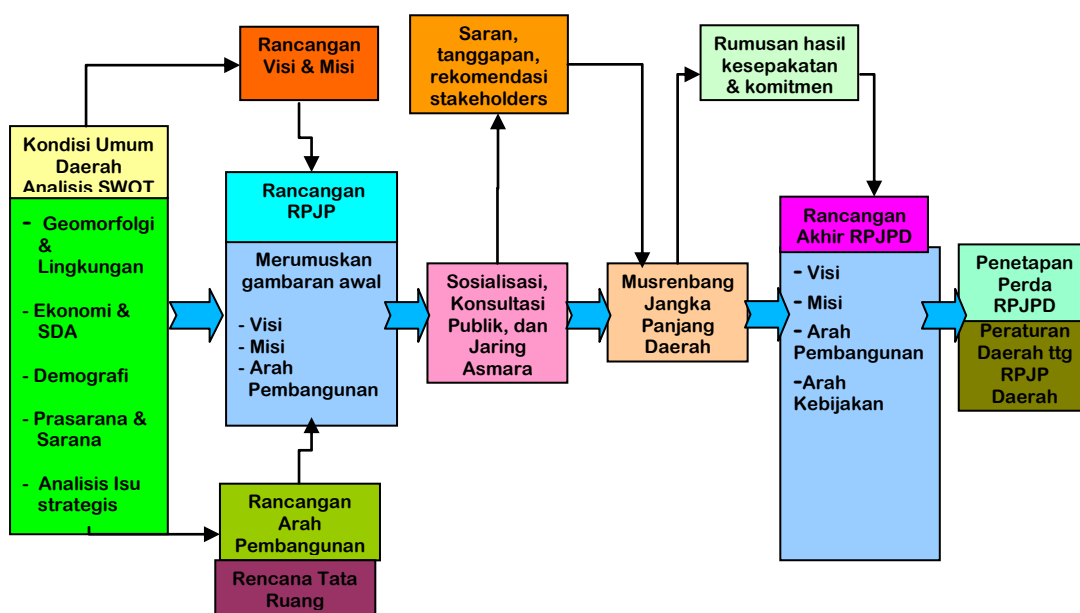 Rancangan
Visi & Misi
Saran,
tanggapan,
rekomendasi
stakeholders
Rumusan hasil
kesepakatan
& komitmen
Kondisi Umum
Daerah
Analisis SWOT
- Geomorfolgi
&
Lingkungan
- Ekonomi &
SDA
- Demografi
- Prasarana &
Sarana
- Analisis Isu
strategis
Rancangan
RPJP
Merumuskan
gambaran awal
- Visi
- Misi
- Arah
Pembangunan
Rancangan
Arah
Pembangunan
Rencana Tata
Ruang
Sosialisasi,
Konsultasi
Publik, dan
Jaring
Asmara
Musrenbang
Jangka
Panjang
Daerah
Rancangan
Akhir RPJPD
- Visi
- Misi
- Arah
Pembangunan
-Arah
Kebijakan
Penetapan
Perda
RPJPD
Peraturan
Daerah ttg
RPJP
Daerah